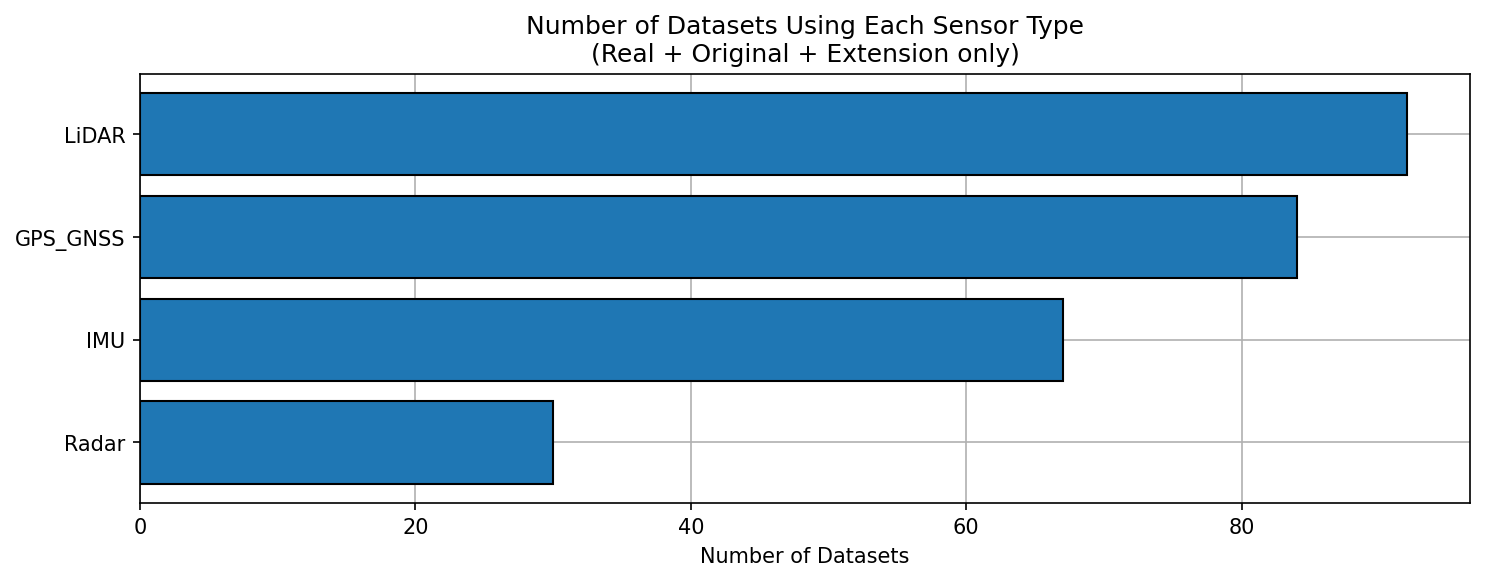 Number of Datasets Using Each Sensor Type
(Real + Original + Extension only)
LiDAR
GPS_GNSS
IMU
Radar
0 20 40 60 80
Number of Datasets